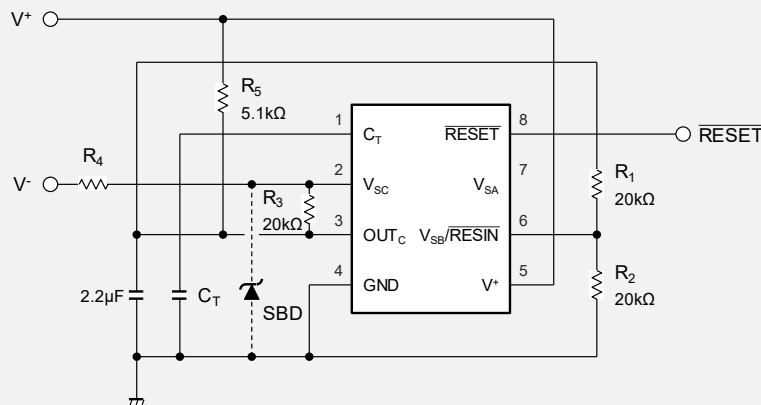 V⁺
R₅
5.1kΩ
1
C_T
RESET
8
RESET
R₄
V⁻
2
V_SC
V_SA
7
R₁
20kΩ
R₃
20kΩ
3
OUT_C
V_SB/RESIN
6
4
GND
V⁺
5
R₂
20kΩ
2.2μF
C_T
SBD